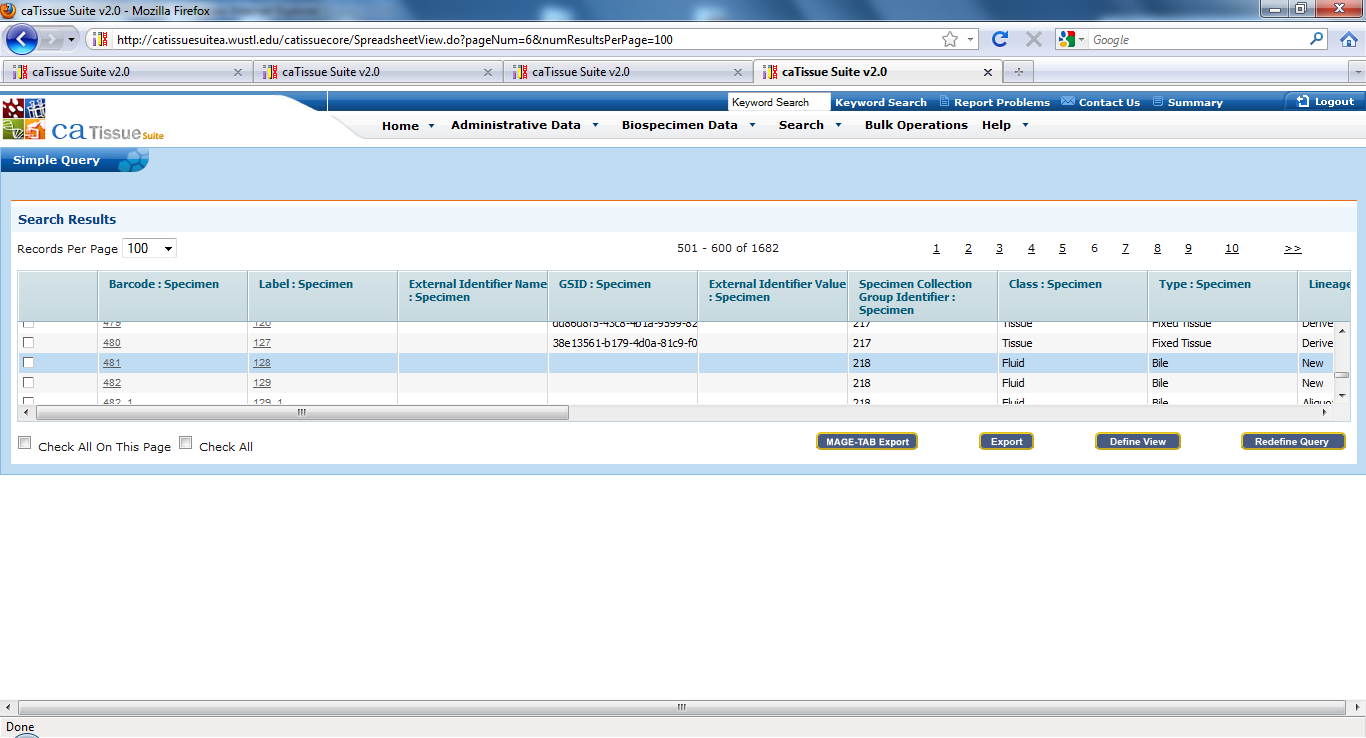 caTissue Suite v2.0 - Mozilla Firefox
http://catissuesuitea.wustl.edu/catissuecore/SpreadsheetView.do?pageNum=6&numResultsPerPage=100
Google
caTissue Suite v2.0
caTissue Suite v2.0
caTissue Suite v2.0
caTissue Suite v2.0
Keyword Search Keyword Search Report Problems Contact Us Summary Logout
ca Tissue Suite
Home Administrative Data Biospecimen Data Search Bulk Operations Help
Simple Query
Search Results
Records Per Page 100 501 - 600 of 1682 1 2 3 4 5 6 7 8 9 10 >>
Barcode : Specimen Label : Specimen External Identifier Name : Specimen GSID : Specimen External Identifier Value : Specimen Specimen Collection Group Identifier : Specimen Class : Specimen Type : Specimen Lineage
479 126 dd86d8f5-43c8-4b1a-9599-82 217 Tissue Fixed Tissue Derive
480 127 38e13561-b179-4d0a-81c9-f0 217 Tissue Fixed Tissue Derive
481 128 218 Fluid Bile New
482 129 218 Fluid Bile New
482_1 129_1 218 Fluid Bile Aliquo
Check All On This Page Check All MAGE-TAB Export Export Define View Redefine Query
Done